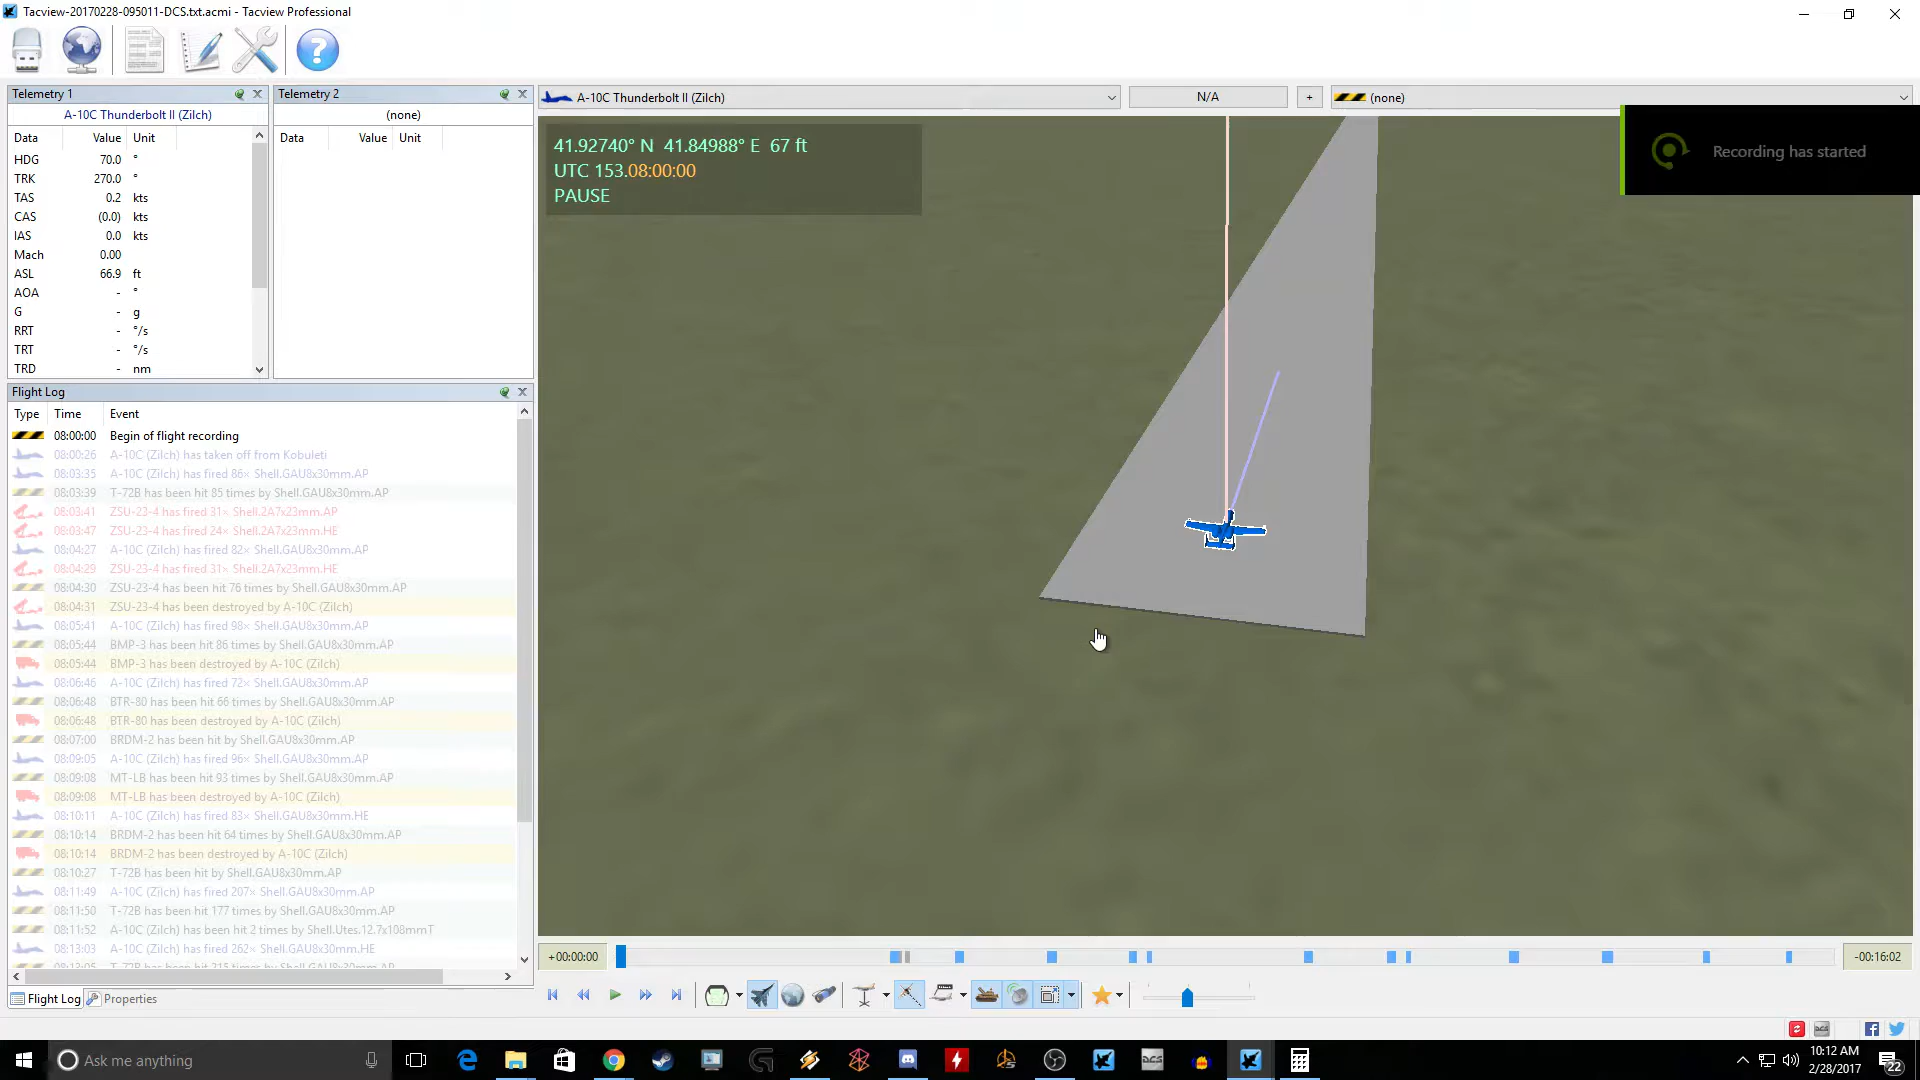 Tacview-20170228-095011-DCS.txt.acmi - Tacview Professional
Telemetry 1
Telemetry 2
A-10C Thunderbolt II (Zilch)
N/A
+
(none)
A-10C Thunderbolt II (Zilch)
(none)
Data Value Unit
Data Value Unit
HDG 70.0 °
TRK 270.0 °
TAS 0.2 kts
CAS (0.0) kts
IAS 0.0 kts
Mach 0.00
ASL 66.9 ft
AOA - °
G - g
RRT - °/s
TRT - °/s
TRD - nm
41.92740° N 41.84988° E 67 ft
UTC 153.08:00:00
PAUSE
Recording has started
Flight Log
Type Time Event
08:00:00 Begin of flight recording
08:00:26 A-10C (Zilch) has taken off from Kobuleti
08:03:35 A-10C (Zilch) has fired 86× Shell.GAU8x30mm.AP
08:03:39 T-72B has been hit 85 times by Shell.GAU8x30mm.AP
08:03:41 ZSU-23-4 has fired 31× Shell.2A7x23mm.AP
08:03:47 ZSU-23-4 has fired 24× Shell.2A7x23mm.HE
08:04:27 A-10C (Zilch) has fired 82× Shell.GAU8x30mm.AP
08:04:29 ZSU-23-4 has fired 31× Shell.2A7x23mm.HE
08:04:30 ZSU-23-4 has been hit 76 times by Shell.GAU8x30mm.AP
08:04:31 ZSU-23-4 has been destroyed by A-10C (Zilch)
08:05:41 A-10C (Zilch) has fired 98× Shell.GAU8x30mm.AP
08:05:44 BMP-3 has been hit 86 times by Shell.GAU8x30mm.AP
08:05:44 BMP-3 has been destroyed by A-10C (Zilch)
08:06:46 A-10C (Zilch) has fired 72× Shell.GAU8x30mm.AP
08:06:48 BTR-80 has been hit 66 times by Shell.GAU8x30mm.AP
08:06:48 BTR-80 has been destroyed by A-10C (Zilch)
08:07:00 BRDM-2 has been hit by Shell.GAU8x30mm.AP
08:09:05 A-10C (Zilch) has fired 96× Shell.GAU8x30mm.AP
08:09:08 MT-LB has been hit 93 times by Shell.GAU8x30mm.AP
08:09:08 MT-LB has been destroyed by A-10C (Zilch)
08:10:11 A-10C (Zilch) has fired 83× Shell.GAU8x30mm.HE
08:10:14 BRDM-2 has been hit 64 times by Shell.GAU8x30mm.AP
08:10:14 BRDM-2 has been destroyed by A-10C (Zilch)
08:10:27 T-72B has been hit by Shell.GAU8x30mm.AP
08:11:49 A-10C (Zilch) has fired 207× Shell.GAU8x30mm.AP
08:11:50 T-72B has been hit 177 times by Shell.GAU8x30mm.AP
08:11:52 A-10C (Zilch) has been hit 2 times by Shell.Utes.12.7x108mmT
08:13:03 A-10C (Zilch) has fired 262× Shell.GAU8x30mm.HE
08:13:05 T-72B has been hit 215 times by Shell.GAU8x30mm.AP
+00:00:00
-00:16:02
Flight Log
Properties
Ask me anything
DCS
10:12 AM
2/28/2017
22